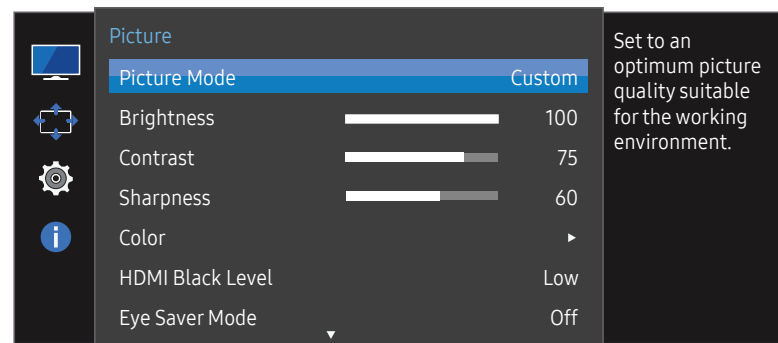 Picture
Picture Mode Custom
Brightness 100
Contrast 75
Sharpness 60
Color
HDMI Black Level Low
Eye Saver Mode Off
Set to an
optimum picture
quality suitable
for the working
environment.